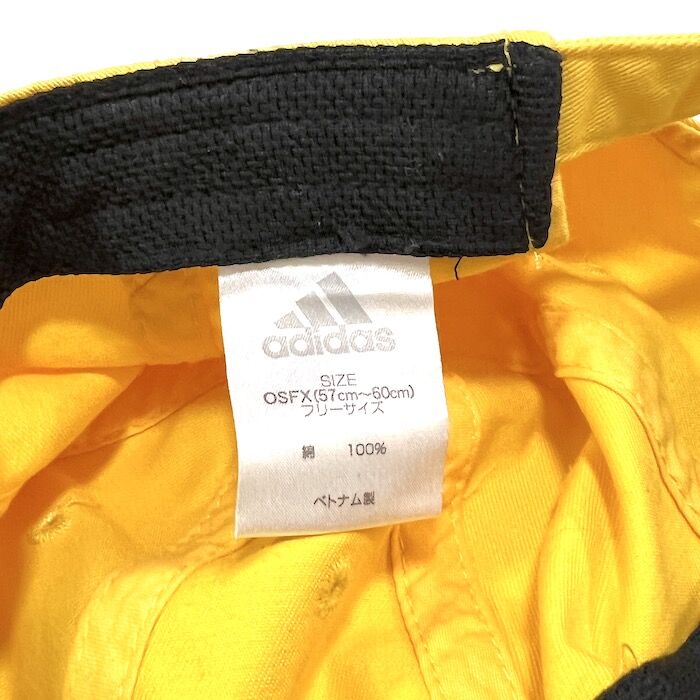 adidas
SIZE
OSFX(57cm～60cm)
フリーサイズ
綿 100%
ベトナム製